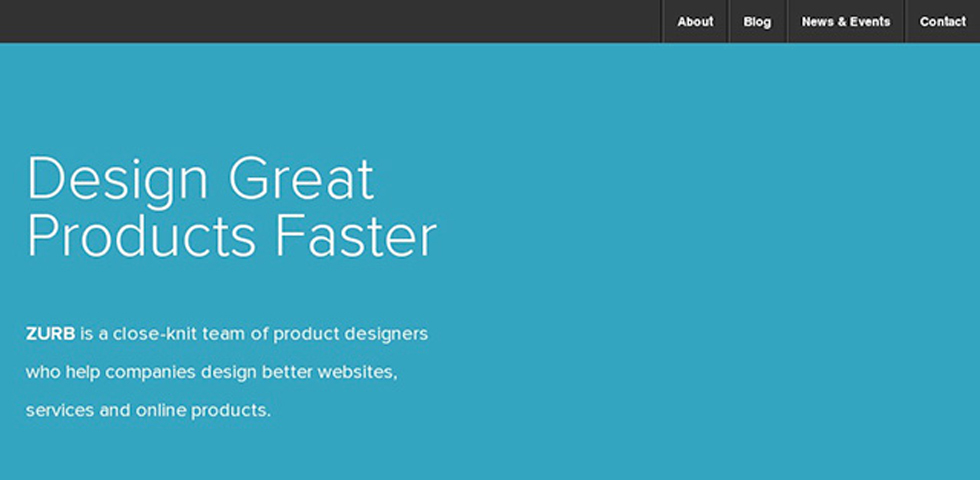 About Blog News & Events Contact
Design Great
Products Faster
ZURB is a close-knit team of product designers
who help companies design better websites,
services and online products.